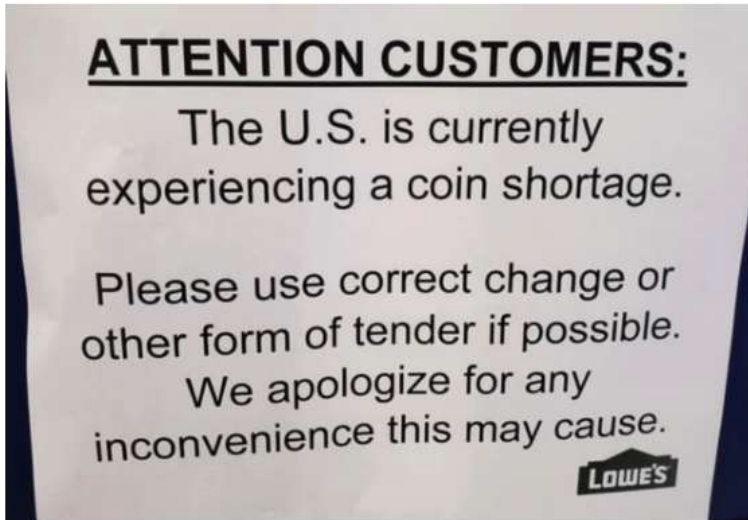 ATTENTION CUSTOMERS:
The U.S. is currently
experiencing a coin shortage.
Please use correct change or
other form of tender if possible.
We apologize for any
inconvenience this may cause.
LOWE'S